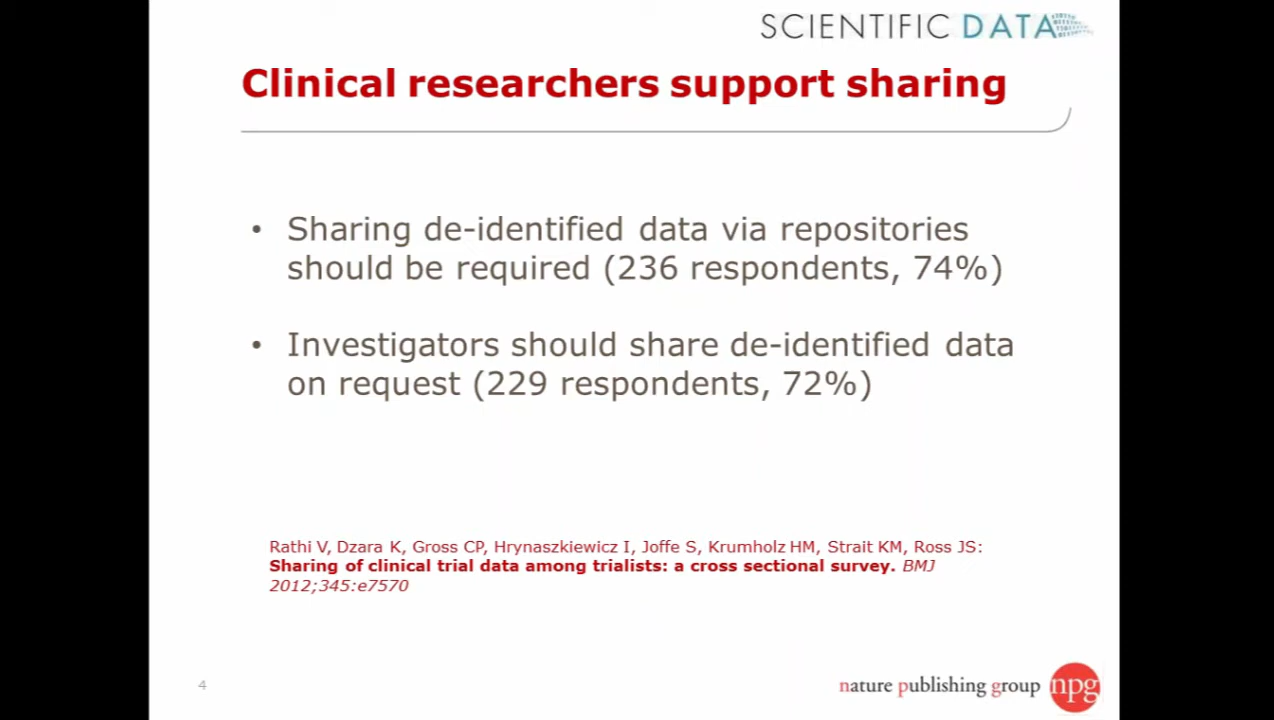 SCIENTIFIC DATA
Clinical researchers support sharing
• Sharing de-identified data via repositories
should be required (236 respondents, 74%)
• Investigators should share de-identified data
on request (229 respondents, 72%)
Rathi V, Dzara K, Gross CP, Hrynaszkiewicz I, Joffe S, Krumholz HM, Strait KM, Ross JS:
Sharing of clinical trial data among trialists: a cross sectional survey. BMJ
2012;345:e7570
4
nature publishing group npg